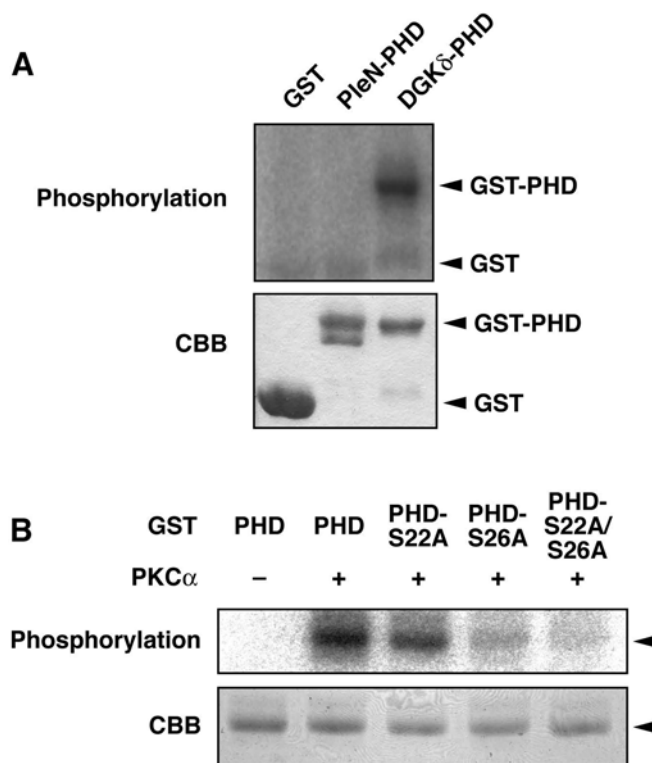 A
GST
PleN-PHD
DGKδ-PHD
Phosphorylation
GST-PHD
GST
CBB
GST-PHD
GST
B
GST PHD PHD PHD-S22A PHD-S26A PHD-S22A/S26A
PKCα – + + + +
Phosphorylation
CBB